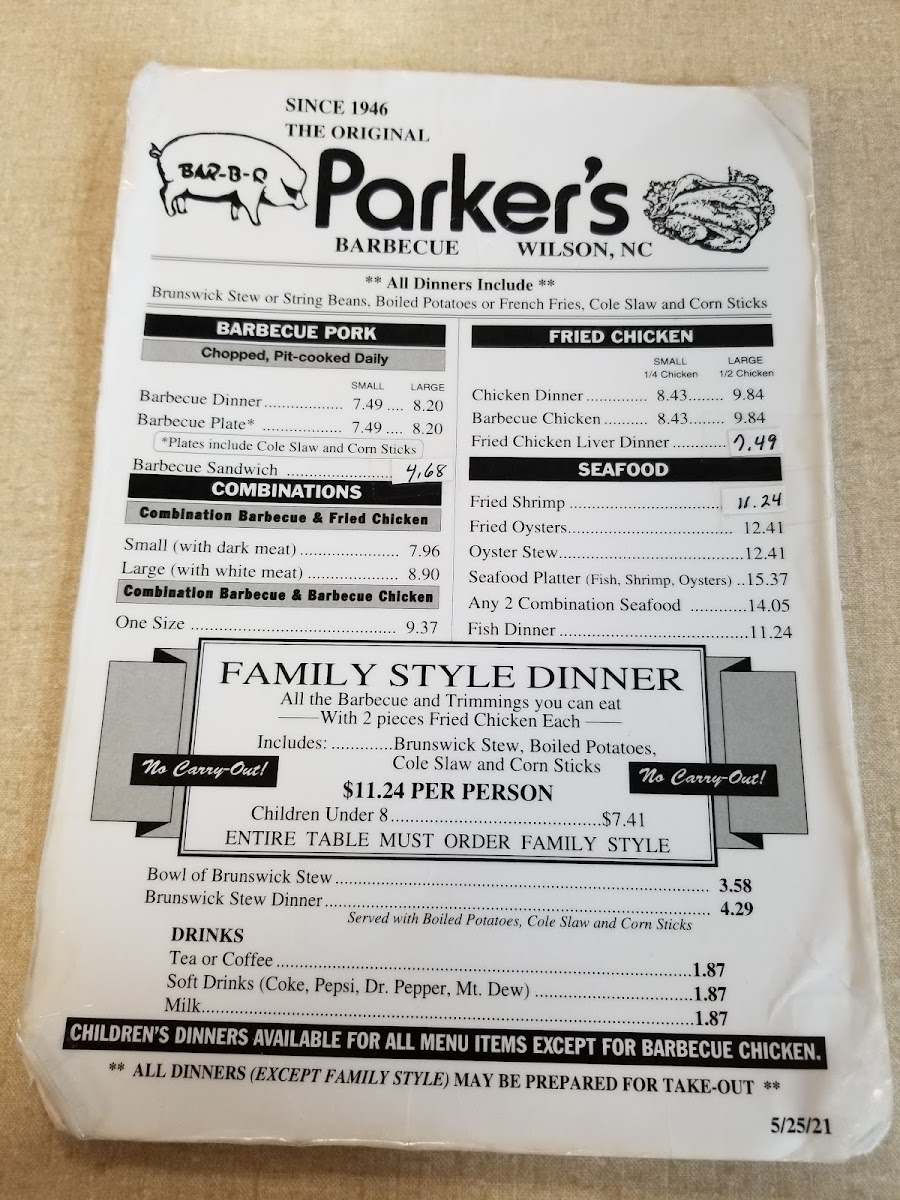 SINCE 1946
THE ORIGINAL
BAR-B-Q
Parker's
BARBECUE WILSON, NC
** All Dinners Include **
Brunswick Stew or String Beans, Boiled Potatoes or French Fries, Cole Slaw and Corn Sticks
BARBECUE PORK
Chopped, Pit-cooked Daily
SMALL LARGE
Barbecue Dinner.................. 7.49 .... 8.20
Barbecue Plate* .................. 7.49 .... 8.20
*Plates include Cole Slaw and Corn Sticks
Barbecue Sandwich ........................ 4.68
COMBINATIONS
Combination Barbecue & Fried Chicken
Small (with dark meat) ...................... 7.96
Large (with white meat) .................... 8.90
Combination Barbecue & Barbecue Chicken
One Size ............................................ 9.37
FRIED CHICKEN
SMALL LARGE
1/4 Chicken 1/2 Chicken
Chicken Dinner ............. 8.43........ 9.84
Barbecue Chicken ......... 8.43........ 9.84
Fried Chicken Liver Dinner ........... 7.49
SEAFOOD
Fried Shrimp ................................ 11.24
Fried Oysters................................ 12.41
Oyster Stew...................................12.41
Seafood Platter (Fish, Shrimp, Oysters) ..15.37
Any 2 Combination Seafood ............14.05
Fish Dinner ......................................11.24
FAMILY STYLE DINNER
All the Barbecue and Trimmings you can eat
With 2 pieces Fried Chicken Each
Includes: .............Brunswick Stew, Boiled Potatoes,
Cole Slaw and Corn Sticks
No Carry-Out! No Carry-Out!
$11.24 PER PERSON
Children Under 8...............................$7.41
ENTIRE TABLE MUST ORDER FAMILY STYLE
Bowl of Brunswick Stew ........................................................ 3.58
Brunswick Stew Dinner.......................................................... 4.29
Served with Boiled Potatoes, Cole Slaw and Corn Sticks
DRINKS
Tea or Coffee ..............................................................1.87
Soft Drinks (Coke, Pepsi, Dr. Pepper, Mt. Dew) ......................1.87
Milk............................................................................1.87
CHILDREN'S DINNERS AVAILABLE FOR ALL MENU ITEMS EXCEPT FOR BARBECUE CHICKEN.
** ALL DINNERS (EXCEPT FAMILY STYLE) MAY BE PREPARED FOR TAKE-OUT **
5/25/21